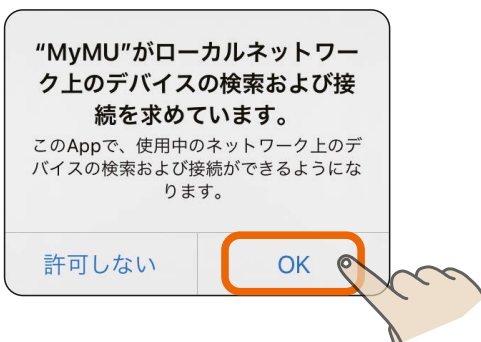 “MyMU”がローカルネットワー
ク上のデバイスの検索および接
続を求めています。
このAppで、使用中のネットワーク上のデ
バイスの検索および接続ができるようにな
ります。
許可しない
OK